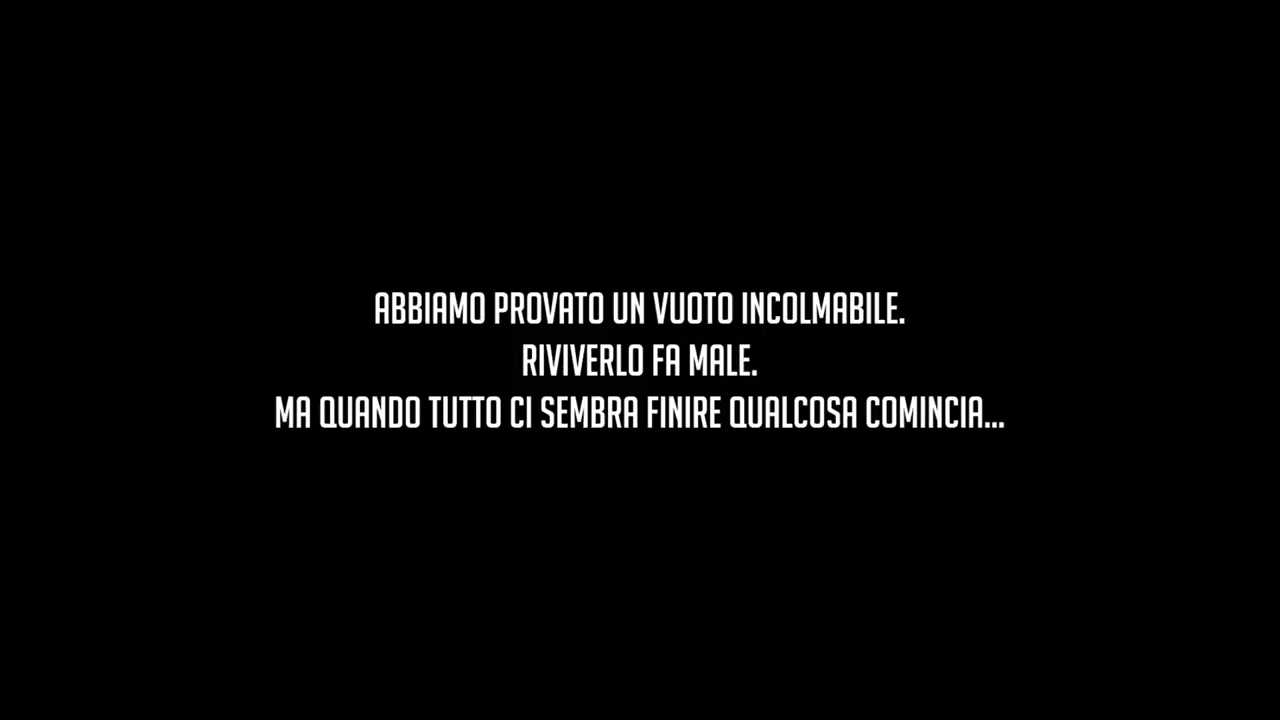 ABBIAMO PROVATO UN VUOTO INCOLMABILE.
RIVIVERLO FA MALE.
MA QUANDO TUTTO CI SEMBRA FINIRE QUALCOSA COMINCIA...